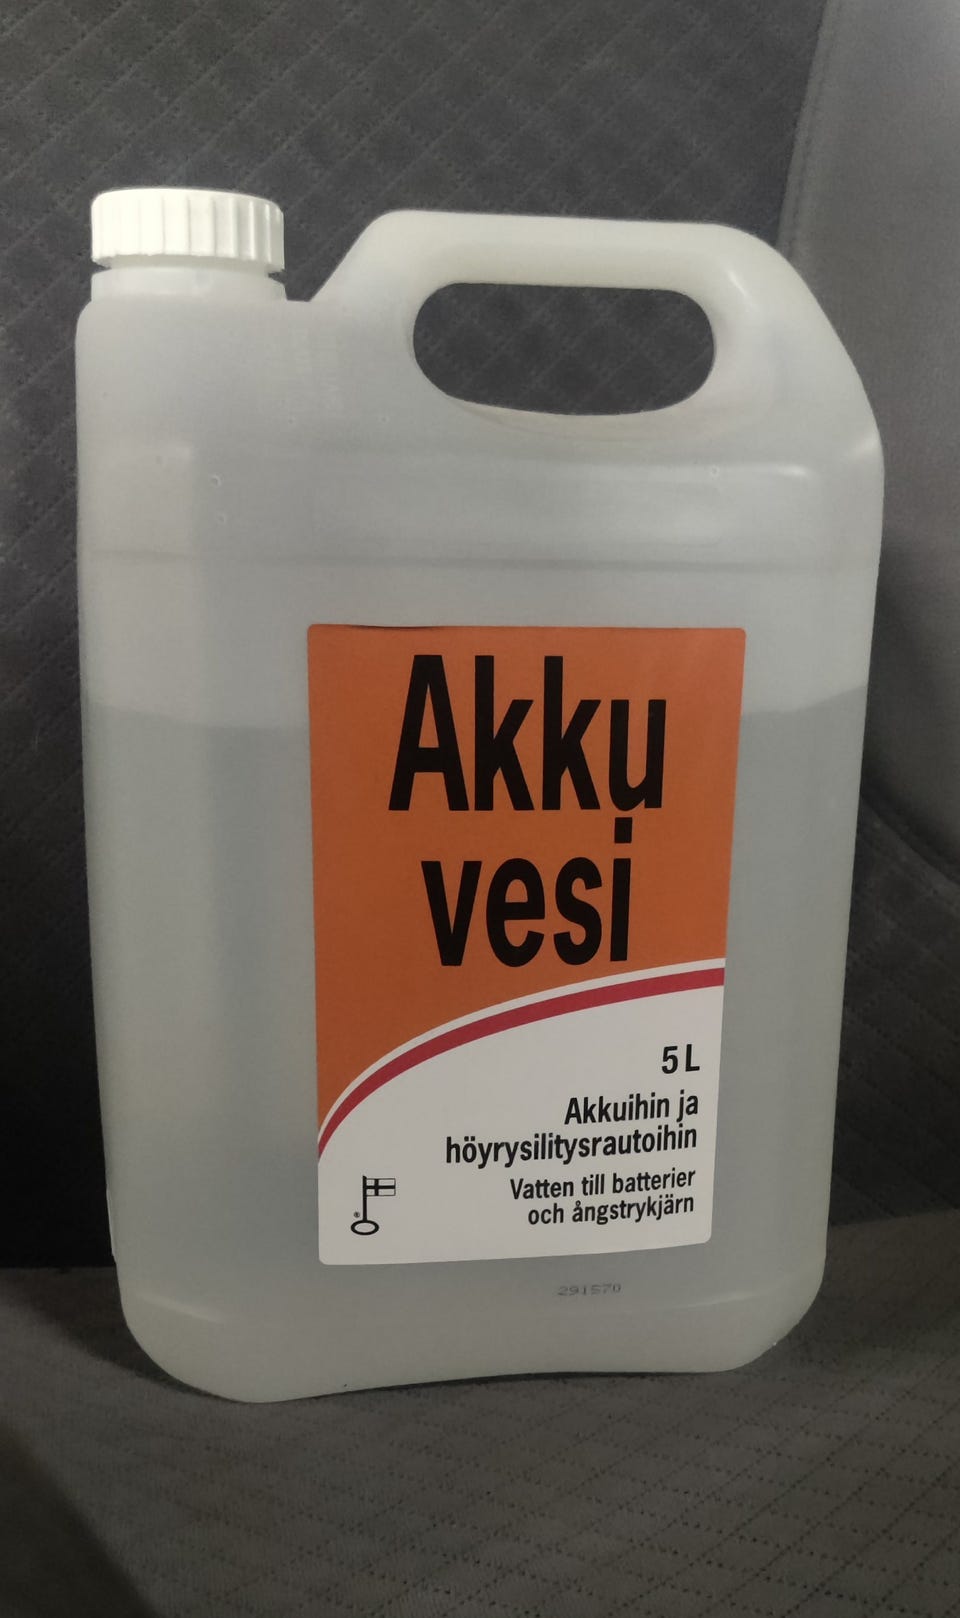 Akku
vesi
5 L
Akkuihin ja
höyrysilitysrautoihin
Vatten till batterier
och ångstrykjärn
®
291570